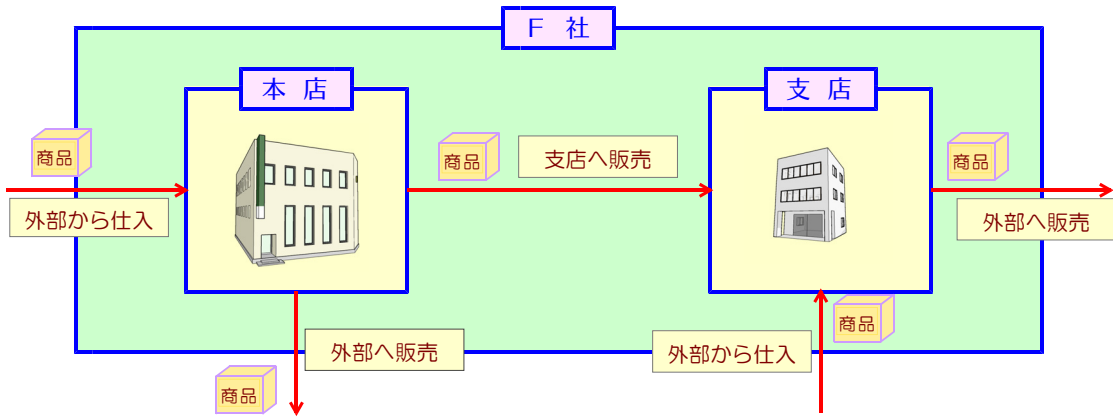 F 社
本 店
支 店
商品
外部から仕入
商品
支店へ販売
商品
外部へ販売
外部へ販売
商品
外部から仕入
商品